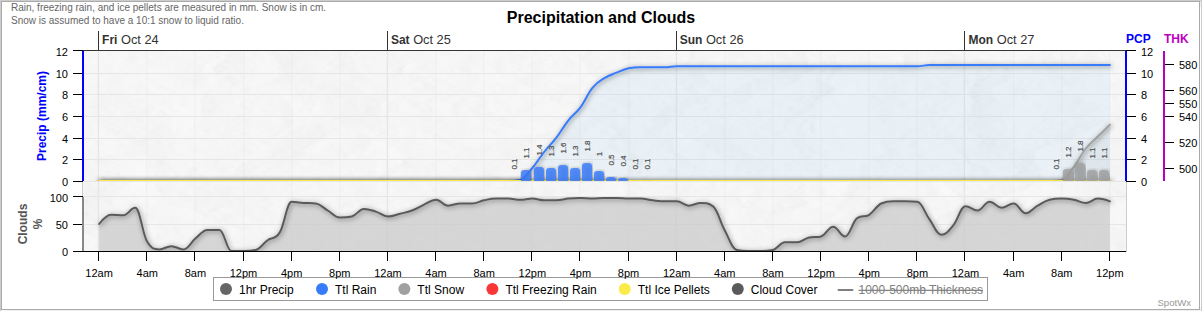 Rain, freezing rain, and ice pellets are measured in mm. Snow is in cm.
Snow is assumed to have a 10:1 snow to liquid ratio.
Precipitation and Clouds
Fri Oct 24 Sat Oct 25 Sun Oct 26 Mon Oct 27 PCP THK
Precip (mm/cm)
12
10
8
6
4
2
0
0.1 1.1 1.4 1.3 1.6 1.3 1.8 1 0.5 0.4 0.1 0.1 0.1 1.2 1.8 1.1 1.1
12
10
8
6
4
2
0
580
560
550
540
520
500
Clouds
%
100
50
0
12am 4am 8am 12pm 4pm 8pm 12am 4am 8am 12pm 4pm 8pm 12am 4am 8am 12pm 4pm 8pm 12am 4am 8am 12pm
1hr Precip Ttl Rain Ttl Snow Ttl Freezing Rain Ttl Ice Pellets Cloud Cover 1000-500mb Thickness
SpotWx